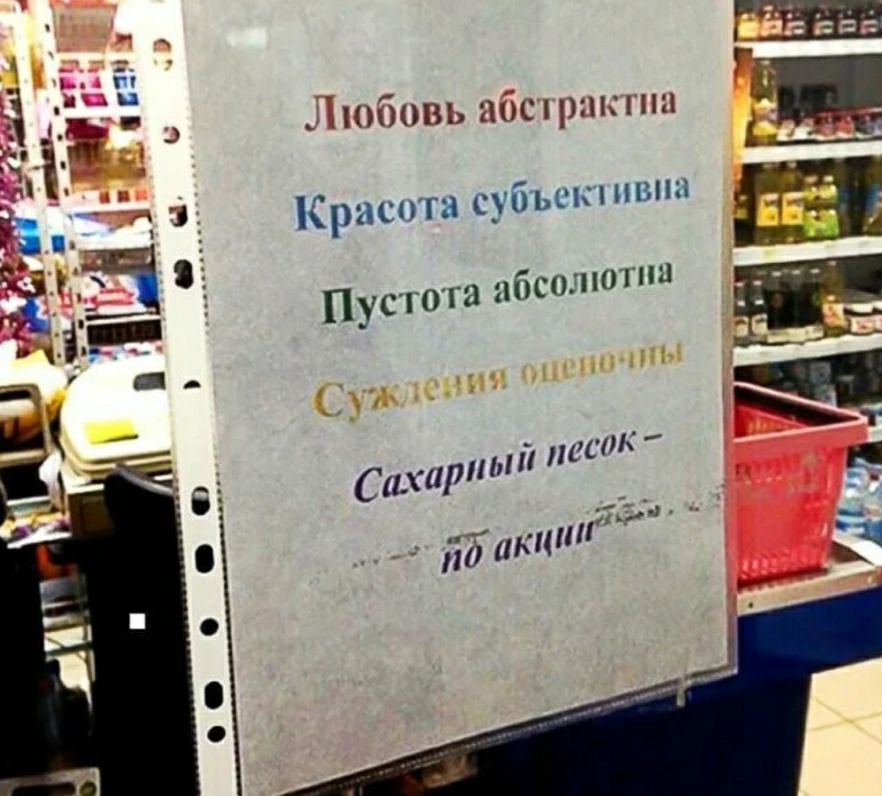 Любовь абстрактна
Красота субъективна
Пустота абсолютна
Суждения оценочны
Сахарный песок –
по акции